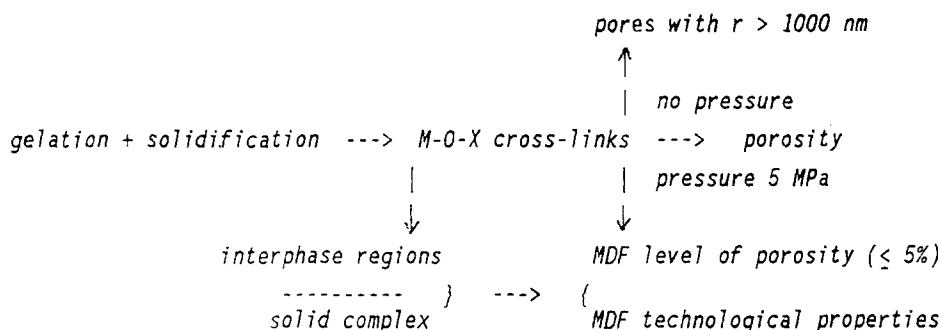 pores with r > 1000 nm
no pressure
gelation + solidification ---> M-O-X cross-links ---> porosity
pressure 5 MPa
interphase regions MDF level of porosity (≤ 5%)
---------- } ---> {
solid complex MDF technological properties